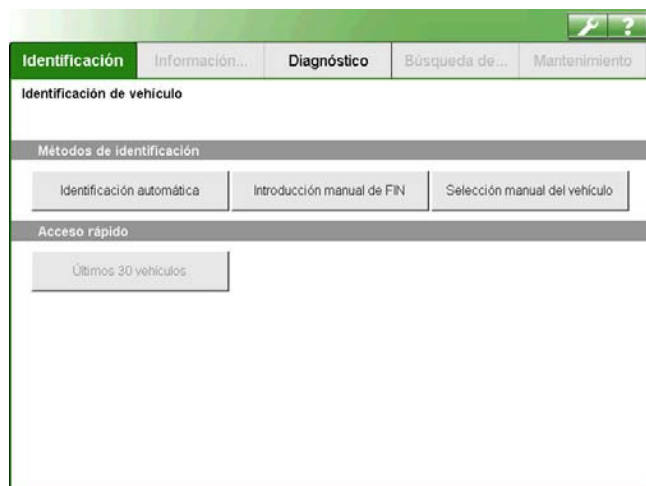 ?
Identificación Información... Diagnóstico Búsqueda de... Mantenimiento
Identificación de vehículo
Métodos de identificación
Identificación automática Introducción manual de FIN Selección manual del vehículo
Acceso rápido
Últimos 30 vehículos